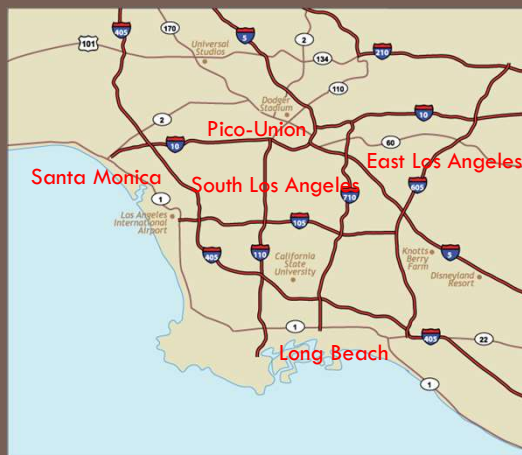 405
170
5
2
210
101
Universal
Studios
134
110
Dodger
Stadium
10
2
Pico-Union
10
60
East Los Angeles
Santa Monica
South Los Angeles
605
710
1
Los Angeles
International
Airport
105
405
110
California
State
University
Knotts
Berry
Farm
5
Disneyland
Resort
1
405
22
Long Beach
1